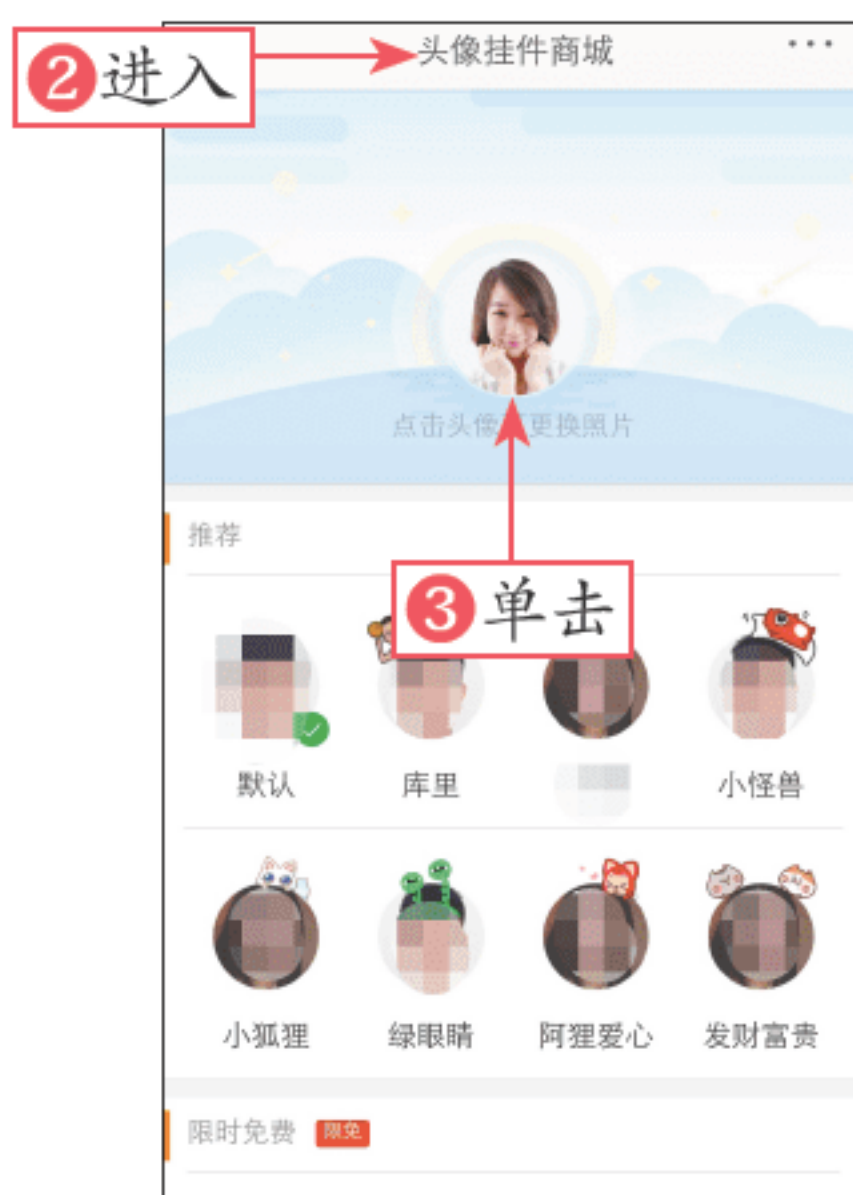 ❷进入
头像挂件商城
点击头像 更换照片
推荐
❸单击
默认
库里
小怪兽
小狐狸
绿眼睛
阿狸爱心
发财富贵
限时免费 限免